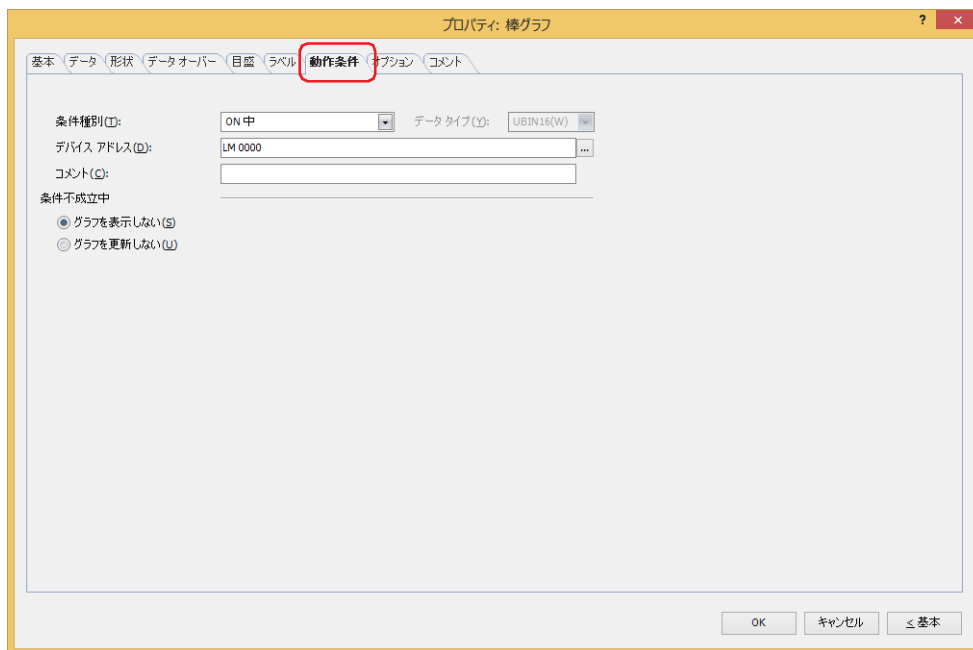 プロパティ: 棒グラフ ? ×
基本 データ 形状 データ オーバー 目盛 ラベル 動作条件 オプション コメント
条件種別(T): ON 中 データ タイプ(Y): UBIN16(W)
デバイス アドレス(D): LM 0000 ...
コメント(C):
条件不成立中
グラフを表示しない(S)
グラフを更新しない(U)
OK キャンセル ≤ 基本